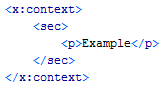 <x:context>
    <sec>
        <p>Example</p>
    </sec>
</x:context>